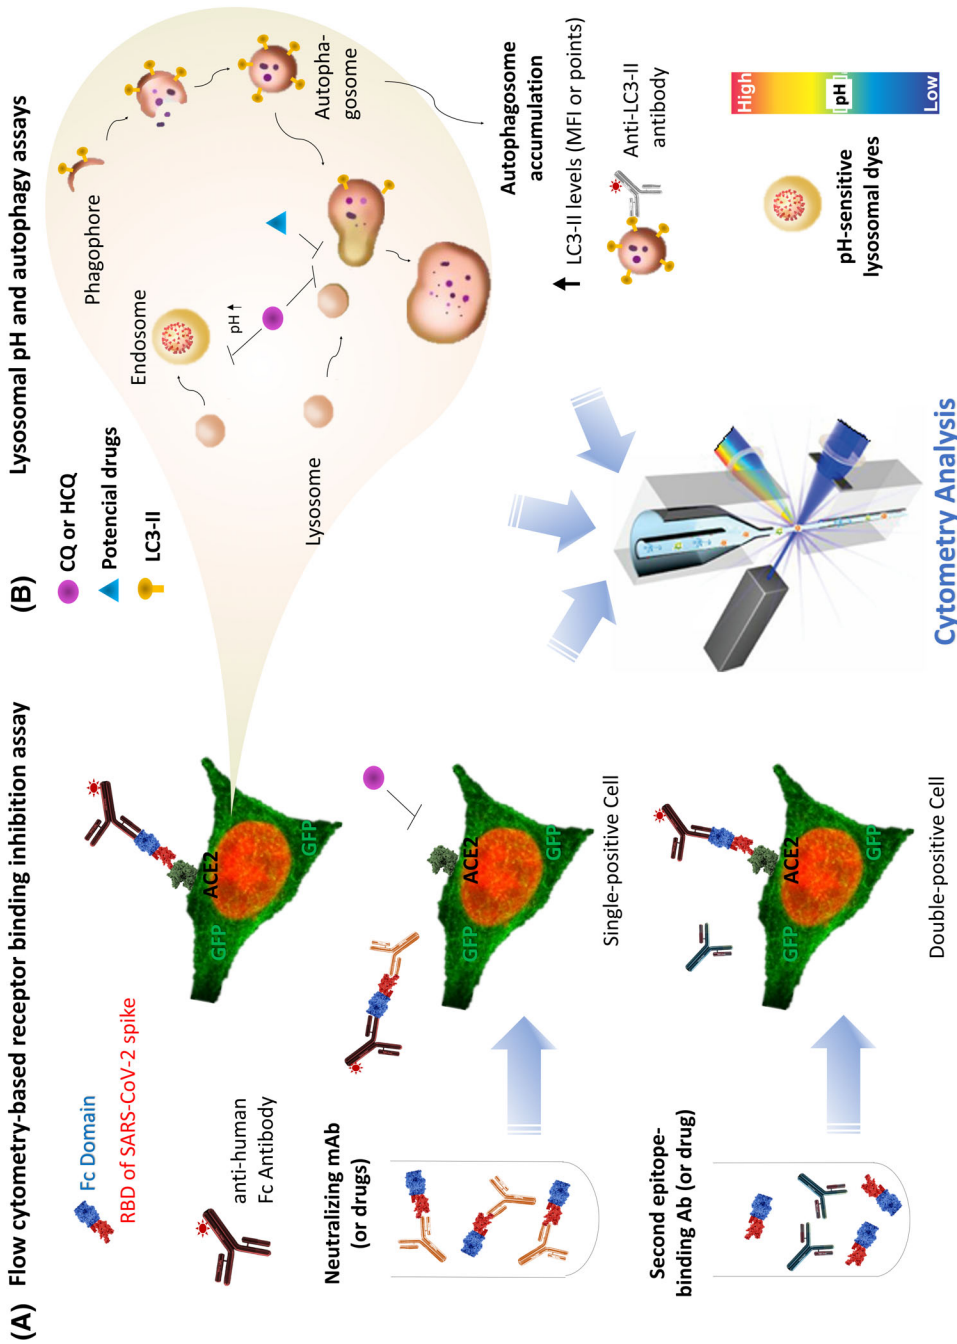 (A) Flow cytometry-based receptor binding inhibition assay
Fc Domain
RBD of SARS-CoV-2 spike
anti-human
Fc Antibody
ACE2
GFP
GFP
Neutralizing mAb
(or drugs)
ACE2
GFP
GFP
Single-positive Cell
Second epitope-
binding Ab (or drug)
ACE2
GFP
GFP
Double-positive Cell
(B) Lysosomal pH and autophagy assays
CQ or HCQ
Potencial drugs
LC3-II
Phagophore
Endosome
pH
Lysosome
Autopha-
gosome
Autophagosome
accumulation
LC3-II levels (MFI or points)
Anti-LC3-II
antibody
pH-sensitive
lysosomal dyes
High
pH
Low
Cytometry Analysis